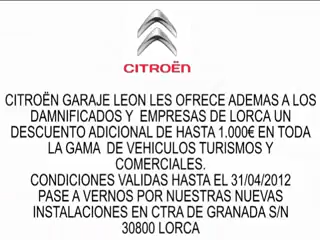 CITROËN
CITROËN GARAJE LEON LES OFRECE ADEMAS A LOS
DAMNIFICADOS Y EMPRESAS DE LORCA UN
DESCUENTO ADICIONAL DE HASTA 1.000€ EN TODA
LA GAMA DE VEHICULOS TURISMOS Y
COMERCIALES.
CONDICIONES VALIDAS HASTA EL 31/04/2012
PASE A VERNOS POR NUESTRAS NUEVAS
INSTALACIONES EN CTRA DE GRANADA S/N
30800 LORCA